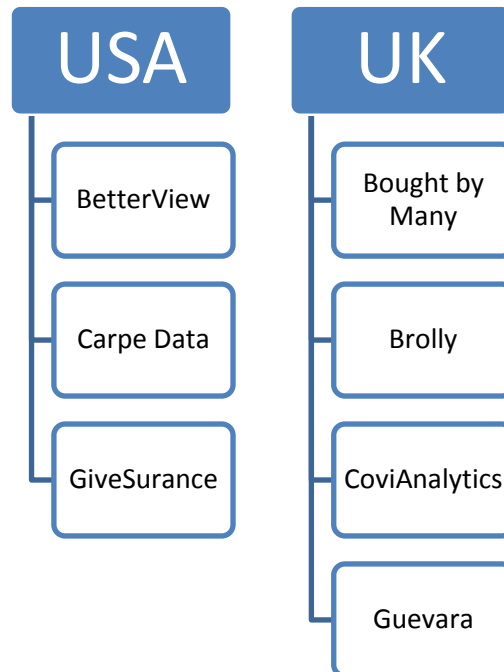 USA
BetterView
Carpe Data
GiveSurance
UK
Bought by
Many
Brolly
CoviAnalytics
Guevara